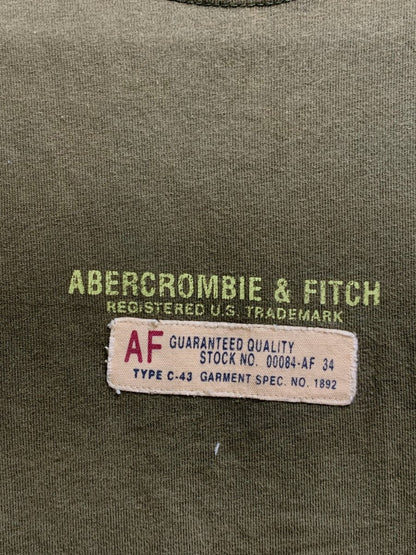 ABERCROMBIE & FITCH
REGISTERED U.S. TRADEMARK
AF GUARANTEED QUALITY
STOCK NO. 00084-AF 34
TYPE C-43 GARMENT SPEC. NO. 1892